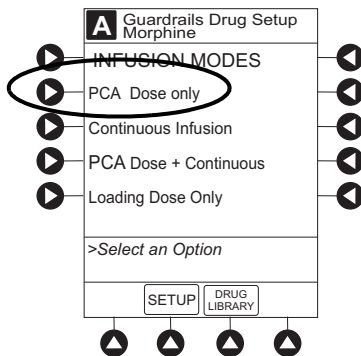 A Guardrails Drug Setup
Morphine
INFUSION MODES
PCA Dose only
Continuous Infusion
PCA Dose + Continuous
Loading Dose Only
>Select an Option
SETUP
DRUG
LIBRARY